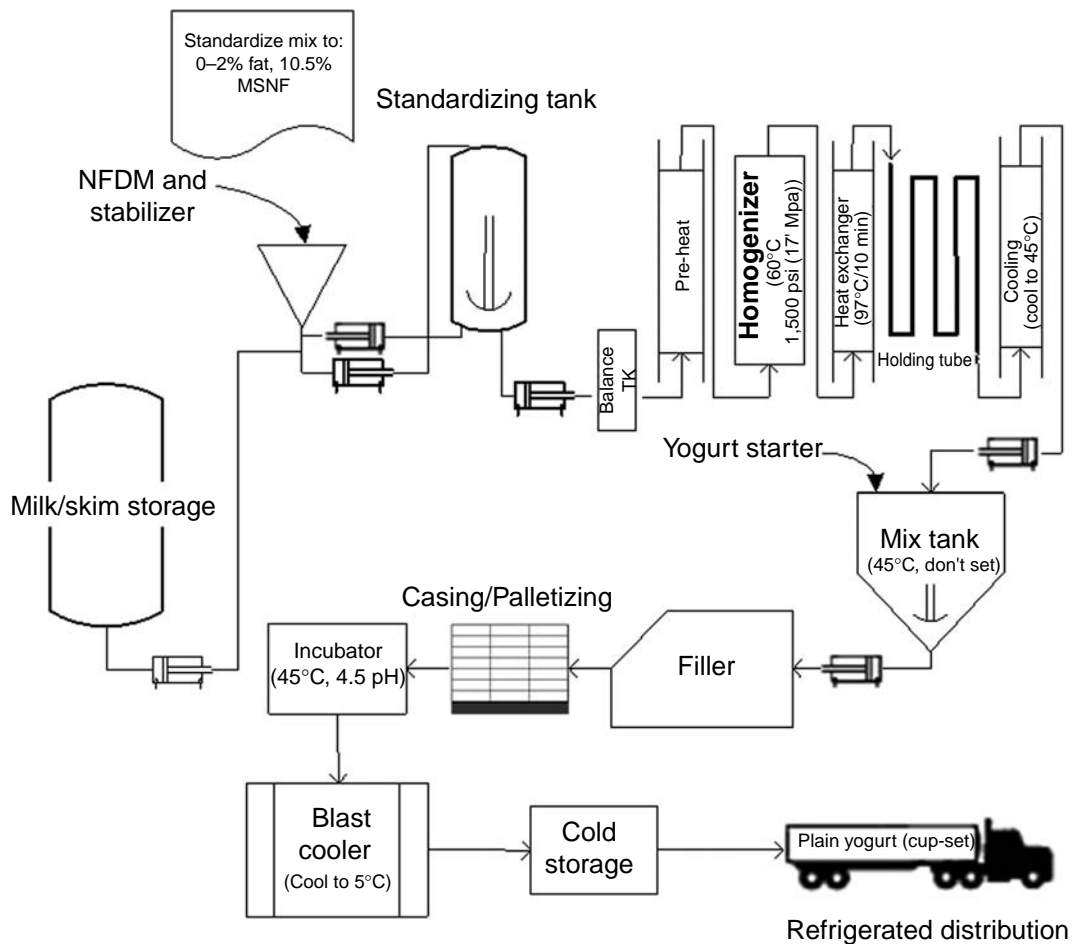 Standardize mix to:
0–2% fat, 10.5%
MSNF
Standardizing tank
NFDM and
stabilizer
Pre-heat
Homogenizer
(60°C
1,500 psi (17' Mpa))
Heat exchanger
(97°C/10 min)
Holding tube
Cooling
(cool to 45°C)
Balance
TK
Yogurt starter
Milk/skim storage
Mix tank
(45°C, don't set)
Casing/Palletizing
Incubator
(45°C, 4.5 pH)
Filler
Blast
cooler
(Cool to 5°C)
Cold
storage
Plain yogurt (cup-set)
Refrigerated distribution